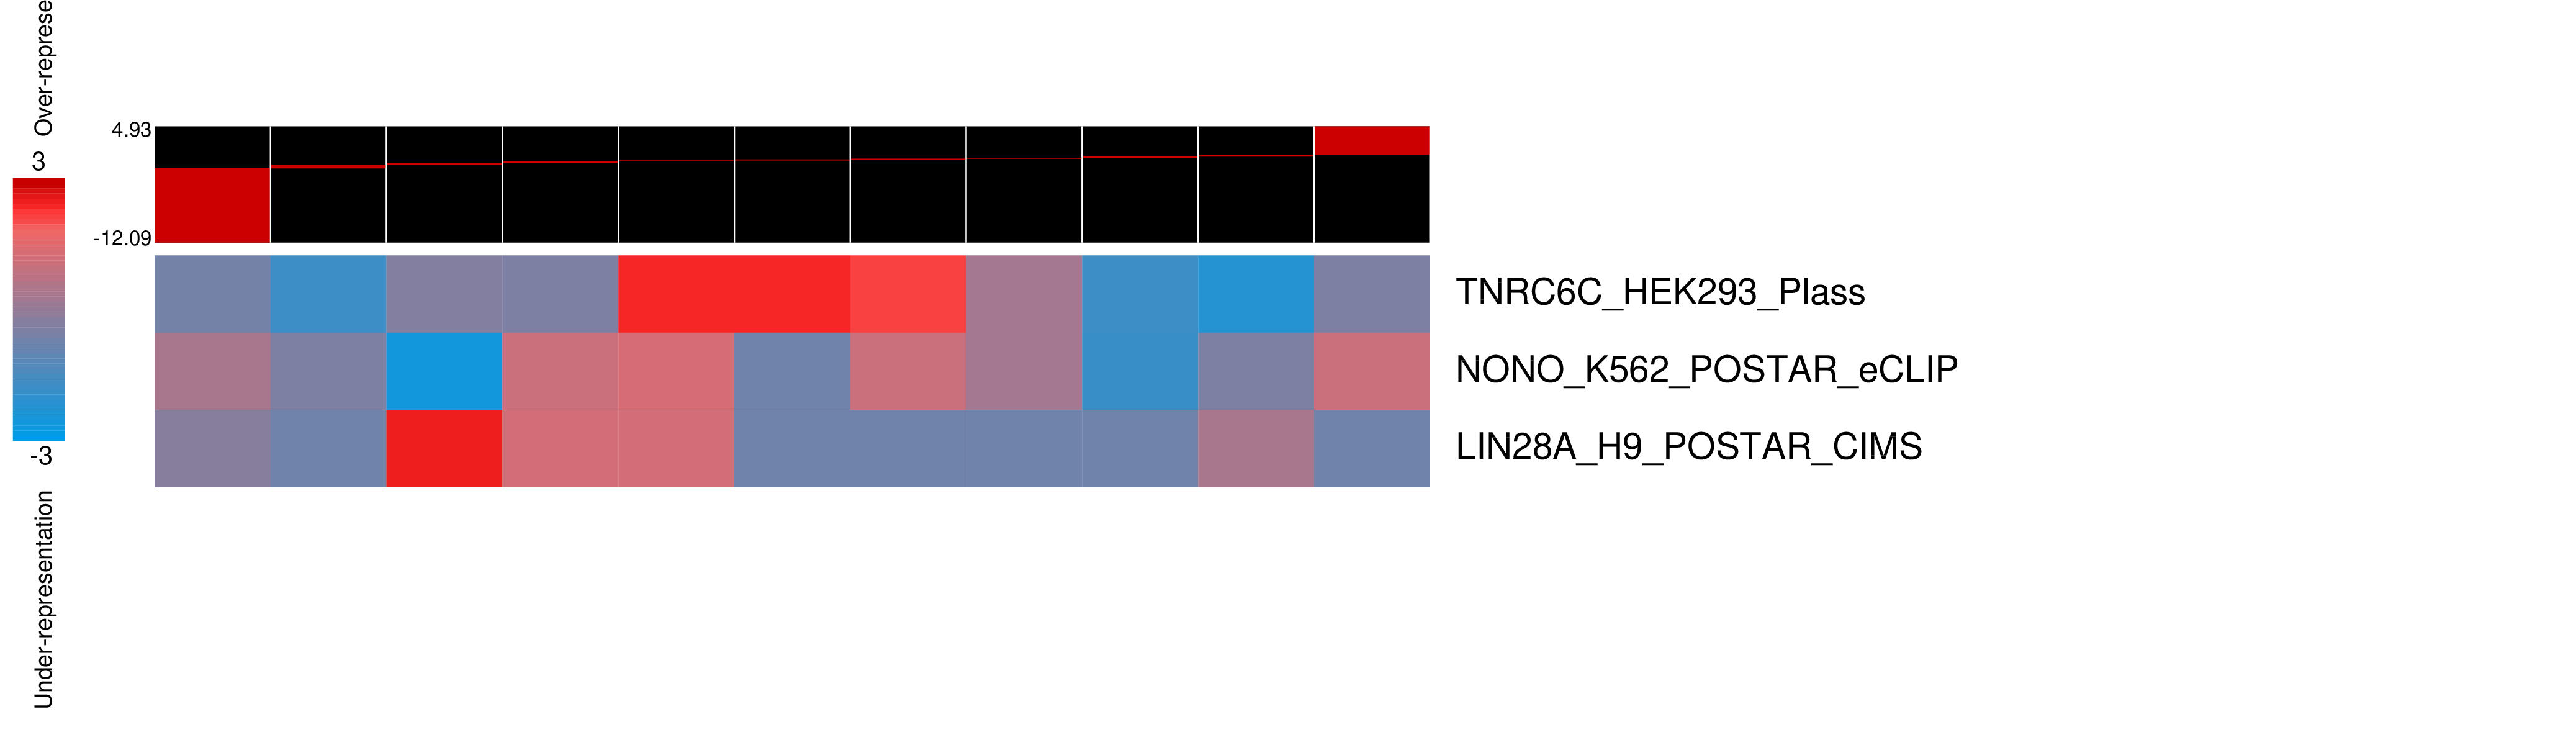 Over-represe
3
-3
Under-representation
4.93
-12.09
TNRC6C_HEK293_Plass
NONO_K562_POSTAR_eCLIP
LIN28A_H9_POSTAR_CIMS